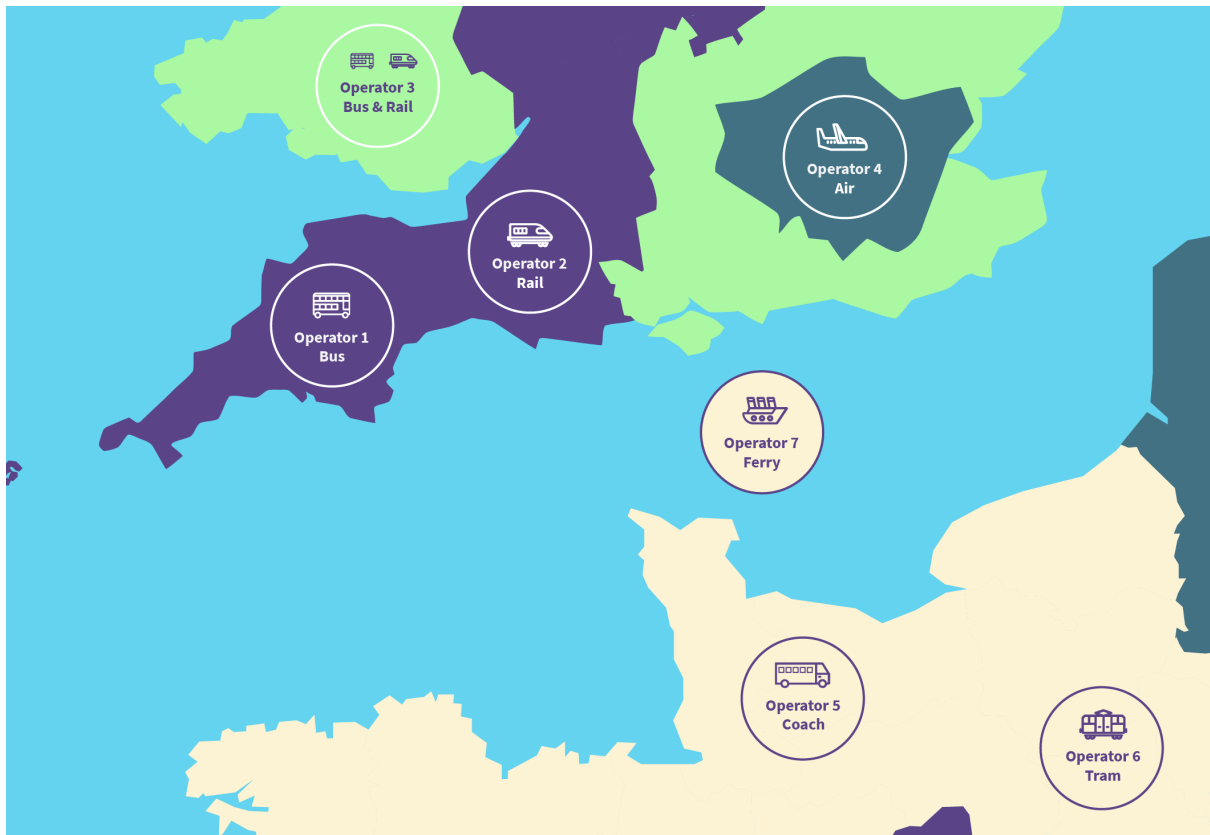 Operator 3
Bus & Rail
Operator 4
Air
Operator 2
Rail
Operator 1
Bus
Operator 7
Ferry
Operator 5
Coach
Operator 6
Tram